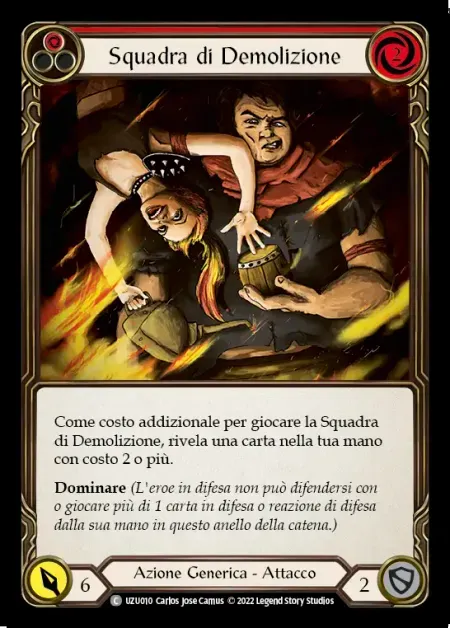 Squadra di Demolizione
2
Come costo addizionale per giocare la Squadra
di Demolizione, rivela una carta nella tua mano
con costo 2 o più.
Dominare (L'eroe in difesa non può difendersi con
o giocare più di 1 carta in difesa o reazione di difesa
dalla sua mano in questo anello della catena.)
6
Azione Generica - Attacco
2
C UZU010 Carlos Jose Camus © 2022 Legend Story Studios